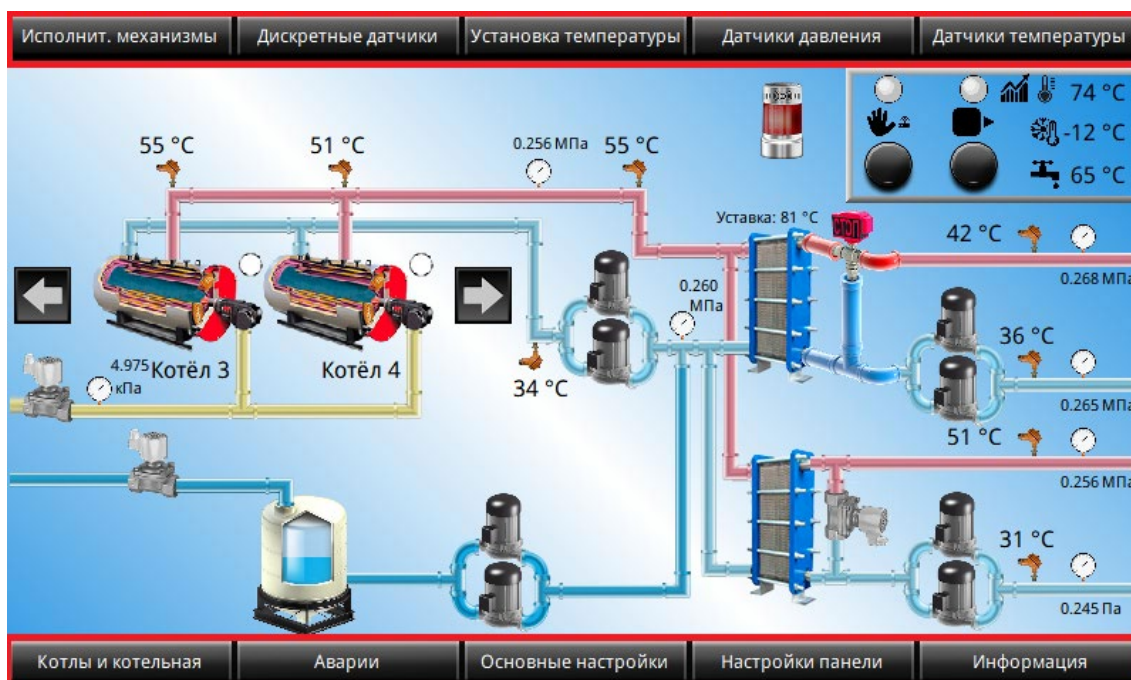 Исполнит. механизмы
Дискретные датчики
Установка температуры
Датчики давления
Датчики температуры
74 °C
-12 °C
65 °C
55 °C
51 °C
0.256 МПа
55 °C
Уставка: 81 °C
стоп
42 °C
0.268 МПа
0.260
МПа
36 °C
0.265 МПа
4.975
кПа
Котёл 3
Котёл 4
34 °C
51 °C
0.256 МПа
31 °C
0.245 Па
Котлы и котельная
Аварии
Основные настройки
Настройки панели
Информация